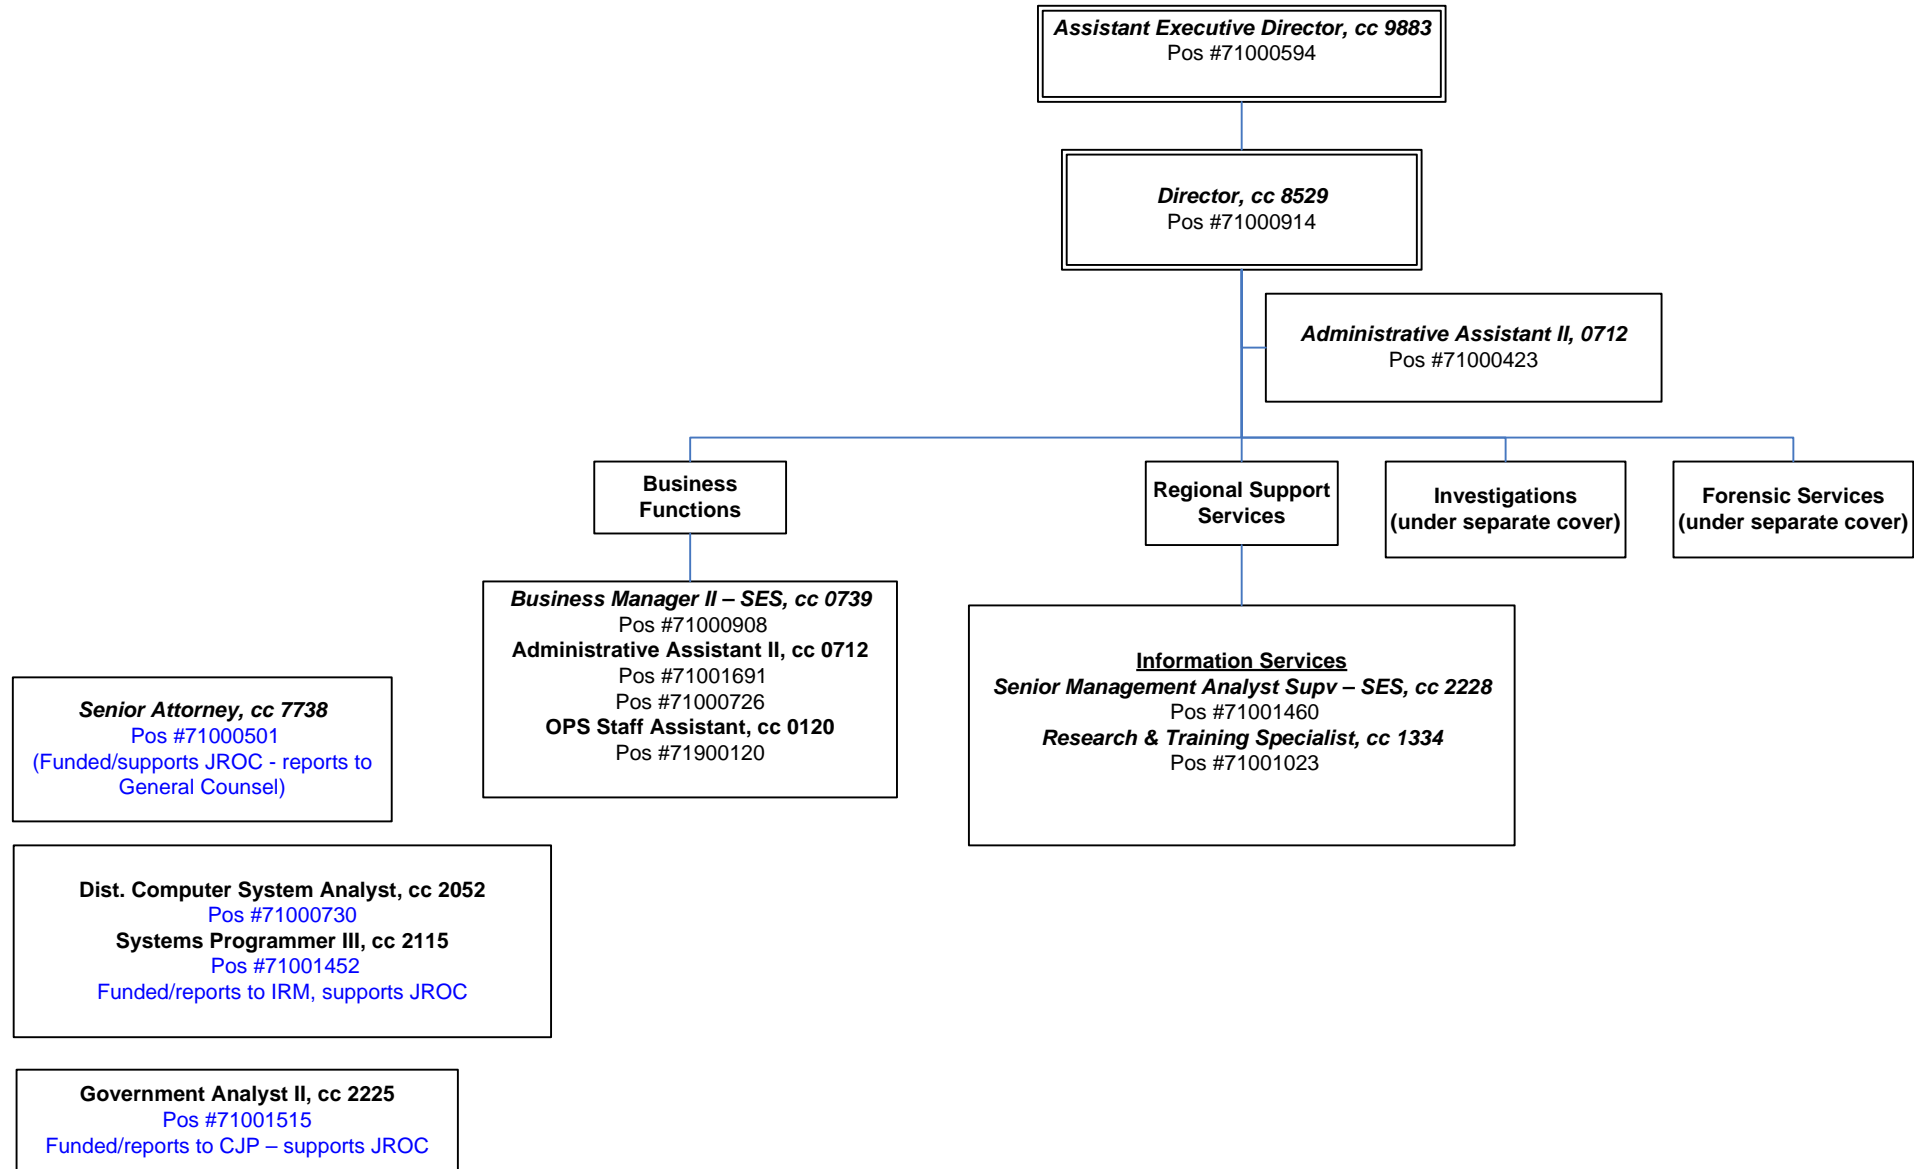 Assistant Executive Director, cc 9883
Pos #71000594
Director, cc 8529
Pos #71000914
Administrative Assistant II, 0712
Pos #71000423
Business
Functions
Regional Support
Services
Investigations
(under separate cover)
Forensic Services
(under separate cover)
Business Manager II – SES, cc 0739
Pos #71000908
Administrative Assistant II, cc 0712
Pos #71001691
Pos #71000726
OPS Staff Assistant, cc 0120
Pos #71900120
Information Services
Senior Management Analyst Supv – SES, cc 2228
Pos #71001460
Research & Training Specialist, cc 1334
Pos #71001023
Senior Attorney, cc 7738
Pos #71000501
(Funded/supports JROC - reports to
General Counsel)
Dist. Computer System Analyst, cc 2052
Pos #71000730
Systems Programmer III, cc 2115
Pos #71001452
Funded/reports to IRM, supports JROC
Government Analyst II, cc 2225
Pos #71001515
Funded/reports to CJP – supports JROC